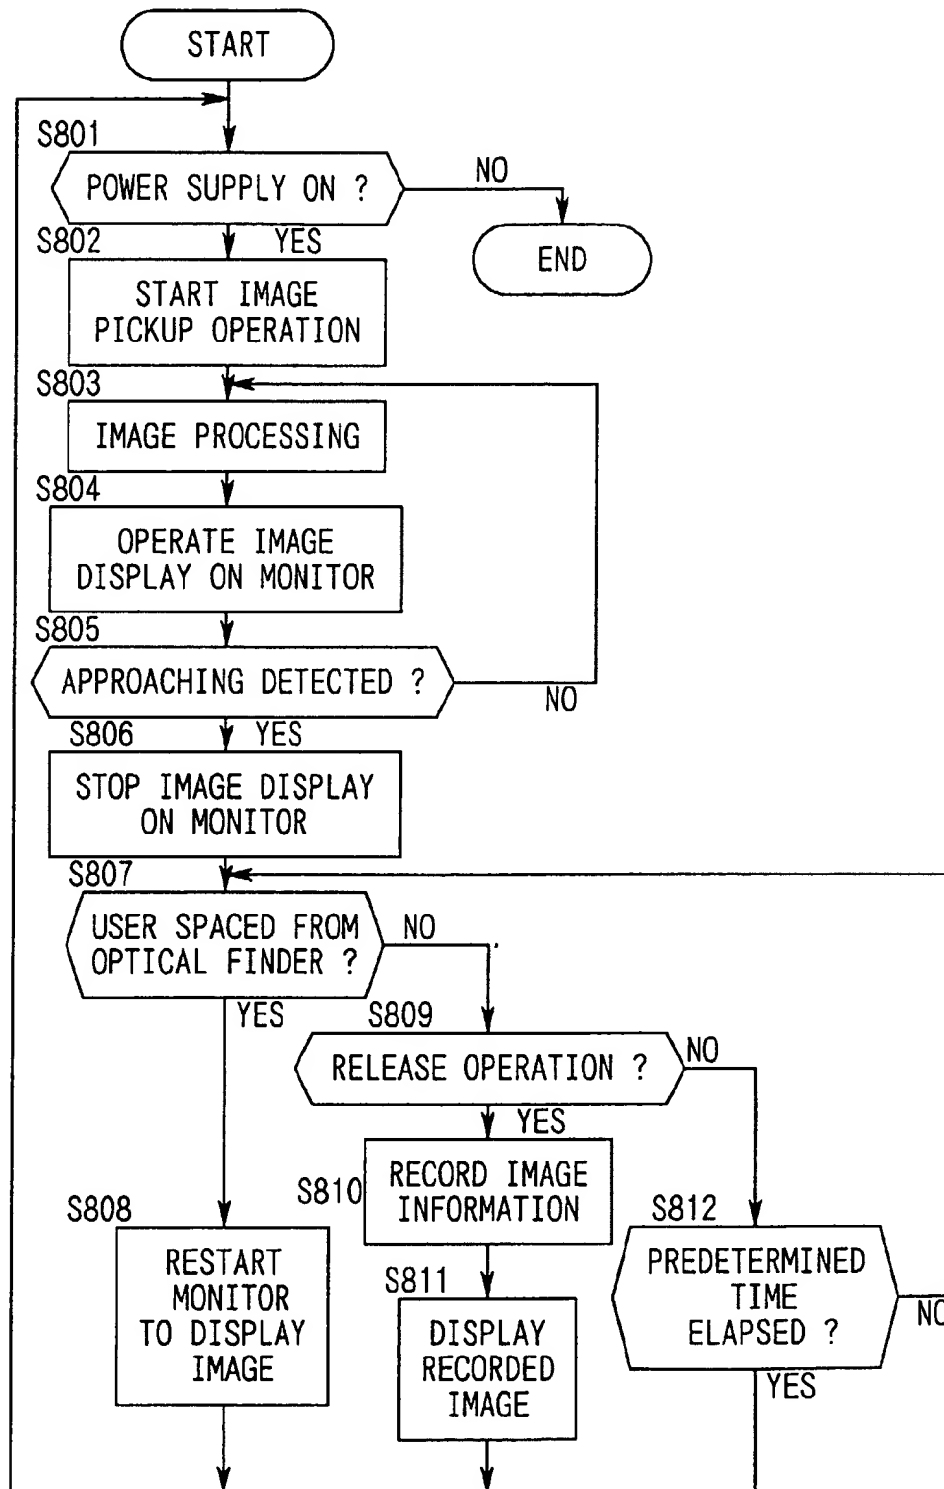 START
S801
POWER SUPPLY ON ?
NO
END
S802
YES
START IMAGE
PICKUP OPERATION
S803
IMAGE PROCESSING
S804
OPERATE IMAGE
DISPLAY ON MONITOR
S805
APPROACHING DETECTED ?
NO
S806
YES
STOP IMAGE DISPLAY
ON MONITOR
S807
USER SPACED FROM
OPTICAL FINDER ?
NO
YES
S809
RELEASE OPERATION ?
NO
YES
S810
RECORD IMAGE
INFORMATION
S808
RESTART
MONITOR
TO DISPLAY
IMAGE
S811
DISPLAY
RECORDED
IMAGE
S812
PREDETERMINED
TIME
ELAPSED ?
NO
YES